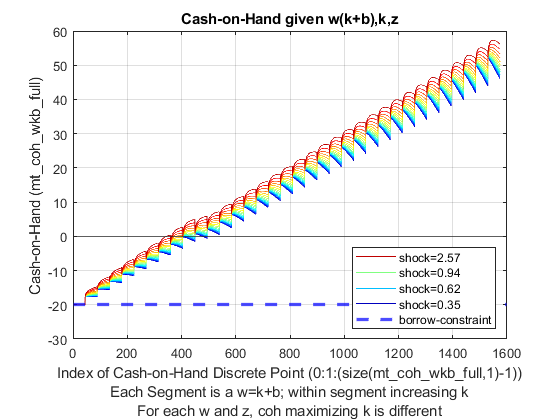 Cash-on-Hand given w(k+b),k,z
Cash-on-Hand (mt_coh_wkb_full)
60
50
40
30
20
10
0
-10
-20
-30
shock=2.57
shock=0.94
shock=0.62
shock=0.35
borrow-constraint
0 200 400 600 800 1000 1200 1400 1600
Index of Cash-on-Hand Discrete Point (0:1:(size(mt_coh_wkb_full,1)-1))
Each Segment is a w=k+b; within segment increasing k
For each w and z, coh maximizing k is different